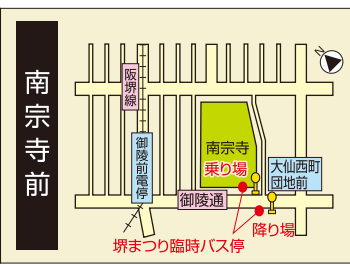 南宗寺前
阪堺線
御陵前電停
南宗寺
乗り場
大仙西町
団地前
御陵通
降り場
堺まつり臨時バス停
N